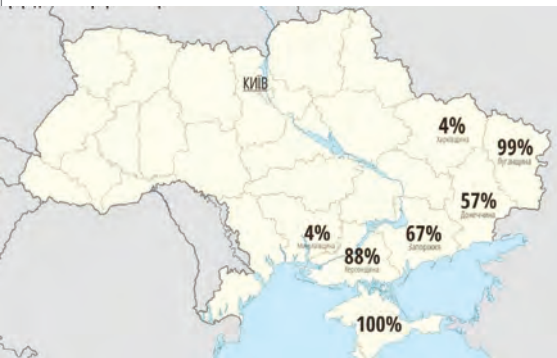 КИЇВ
4%
Харківщина
99%
Луганщина
57%
Донеччина
4%
Миколаївщина
67%
Запоріжжя
88%
Херсонщина
100%